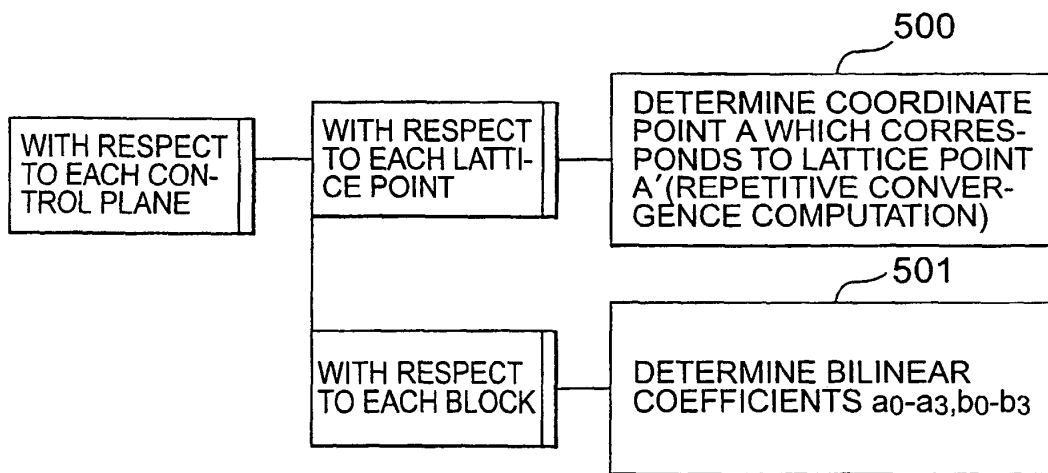 500
WITH RESPECT
TO EACH CON-
TROL PLANE
WITH RESPECT
TO EACH LATTI-
CE POINT
DETERMINE COORDINATE
POINT A WHICH CORRES-
PONDS TO LATTICE POINT
A′(REPETITIVE CONVER-
GENCE COMPUTATION)
501
WITH RESPECT
TO EACH BLOCK
DETERMINE BILINEAR
COEFFICIENTS a0-a3,b0-b3